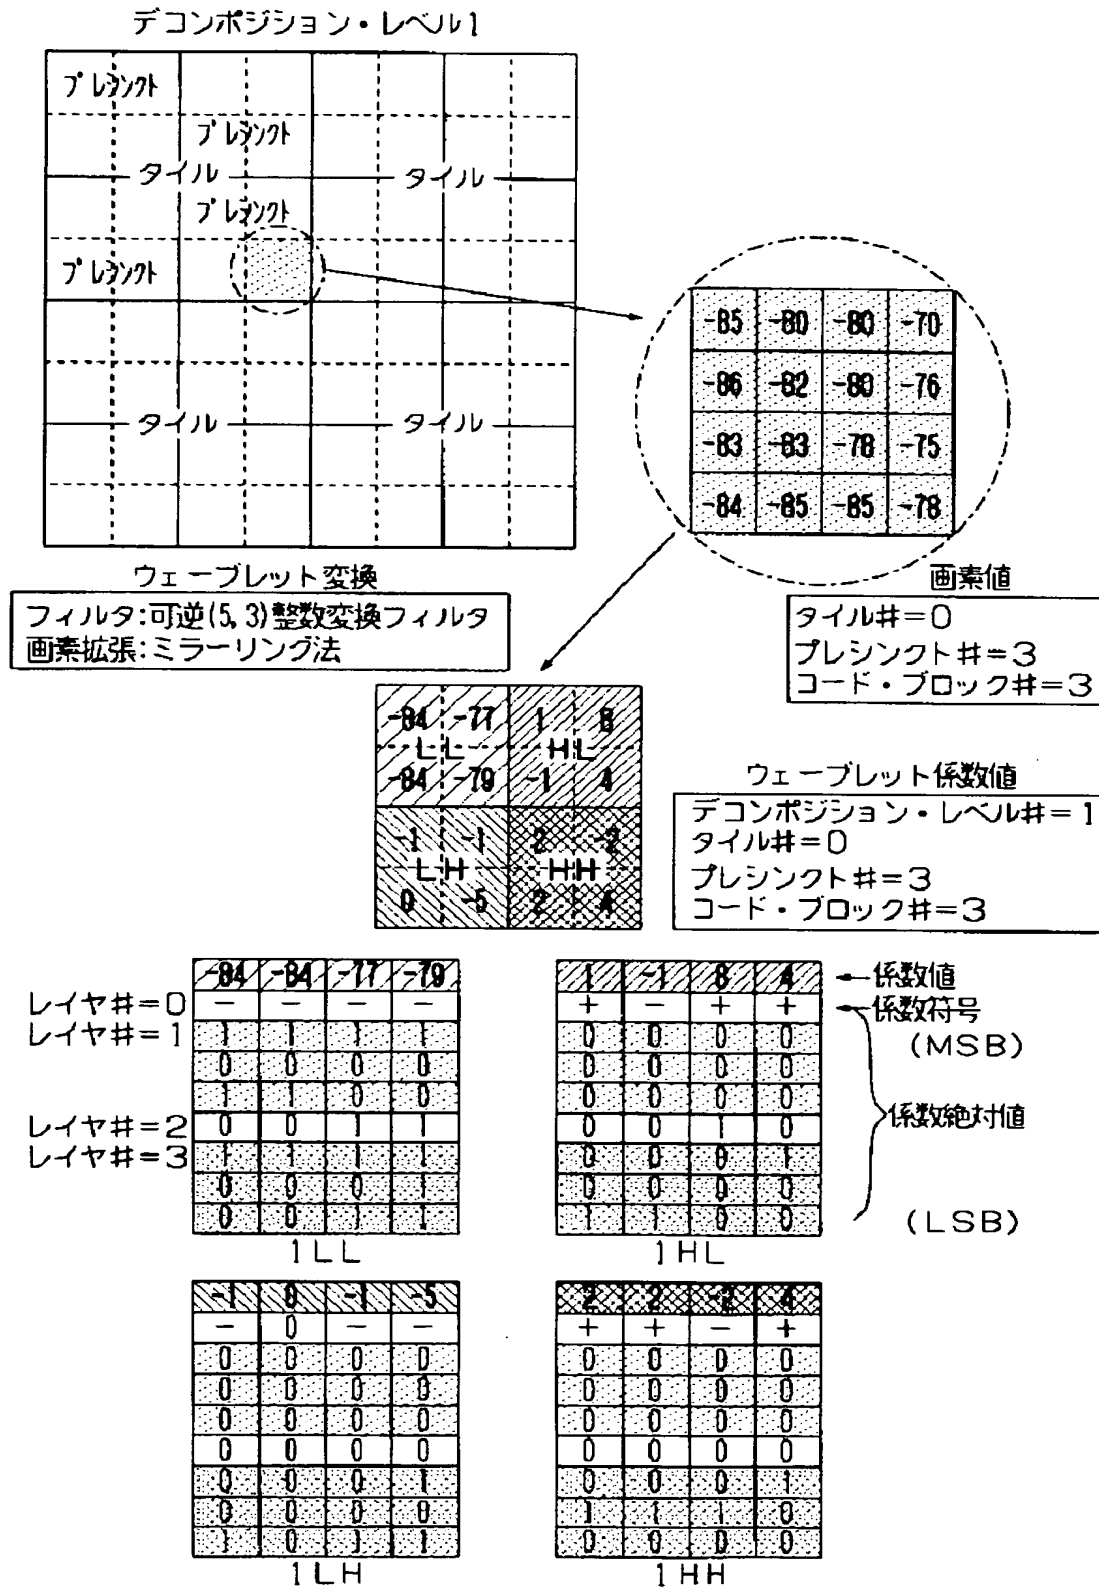 デコンポジション・レベル1
プレシンクト
プレシンクト
タイル タイル
プレシンクト
プレシンクト
タイル タイル
-85 -80 -80 -70
-86 -82 -80 -76
-83 -83 -78 -75
-84 -85 -85 -78
画素値
タイル#=0
プレシンクト#=3
コード・ブロック#=3
ウェーブレット変換
フィルタ:可逆(5,3)整数変換フィルタ
画素拡張:ミラーリング法
-84 -77 1 8
LL HL
-84 -79 -1 4
-1 -1 2 -2
LH HH
0 -5 2 4
ウェーブレット係数値
デコンポジション・レベル#=1
タイル#=0
プレシンクト#=3
コード・ブロック#=3
-84 -84 -77 -79
レイヤ#=0 - - - -
レイヤ#=1 1 1 1 1
0 0 0 0
1 1 0 0
レイヤ#=2 0 0 1 1
レイヤ#=3 1 1 1 1
0 0 0 1
0 0 1 1
1LL
1 -1 8 4 ←係数値
+ - + + ←係数符号
0 0 0 0 (MSB)
0 0 0 0
0 0 0 0
0 0 1 0 係数絶対値
0 0 0 1
0 0 0 0
1 1 0 0 (LSB)
1HL
-1 0 -1 -5
- 0 - -
0 0 0 0
0 0 0 0
0 0 0 0
0 0 0 0
0 0 0 1
0 0 0 0
1 0 1 1
1LH
2 2 -2 4
+ + - +
0 0 0 0
0 0 0 0
0 0 0 0
0 0 0 0
0 0 0 1
1 1 1 0
0 0 0 0
1HH